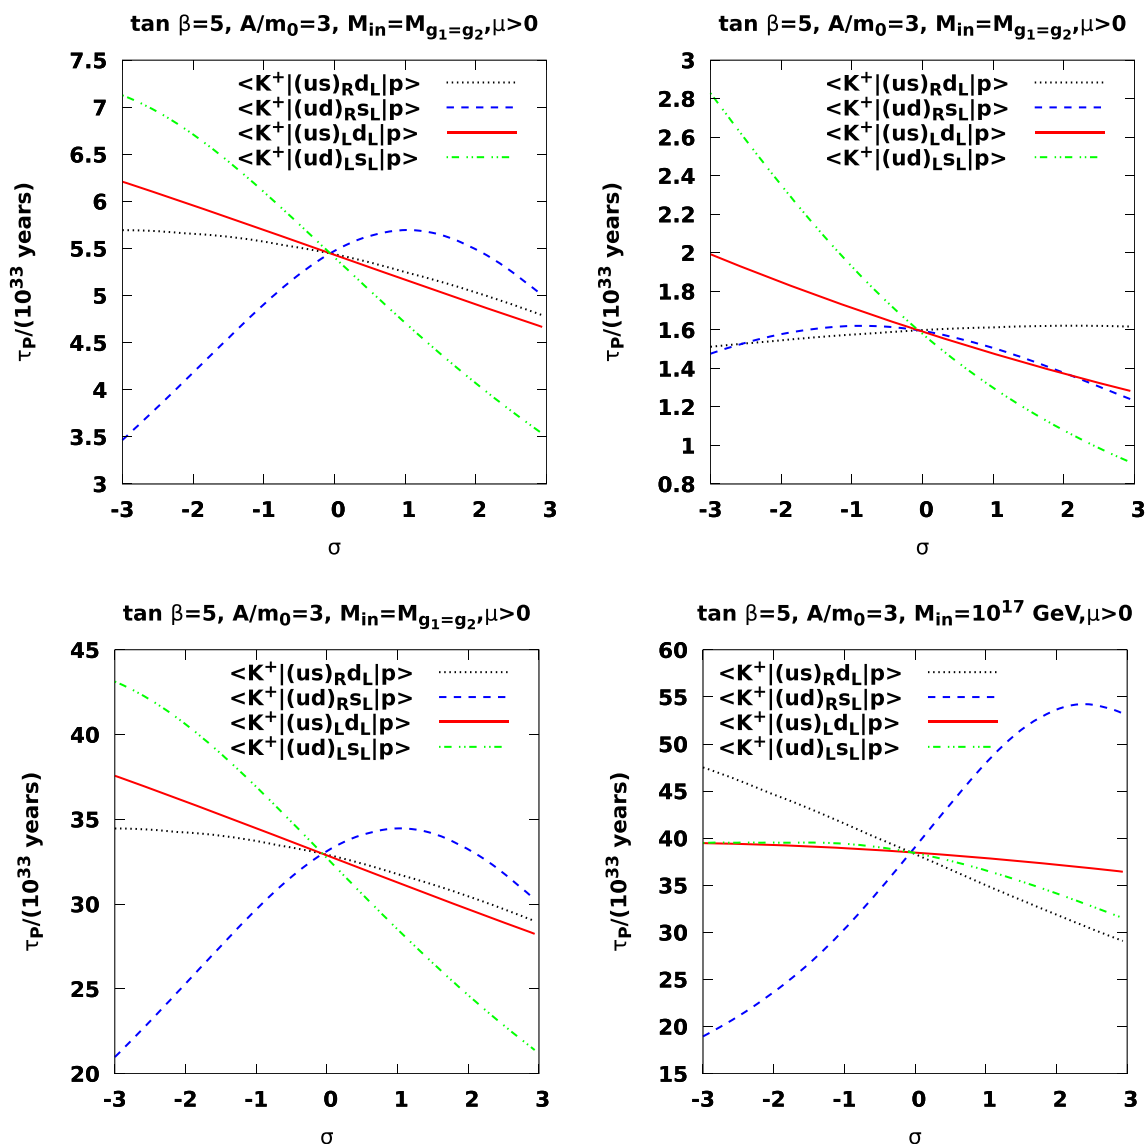 tan β=5, A/m0=3, Min=Mg1=g2,μ>0
<K+|(us)RdL|p>
<K+|(ud)RsL|p>
<K+|(us)LdL|p>
<K+|(ud)LsL|p>
τP/(10^33 years)
7.5
7
6.5
6
5.5
5
4.5
4
3.5
3
-3 -2 -1 0 1 2 3
σ
tan β=5, A/m0=3, Min=Mg1=g2,μ>0
<K+|(us)RdL|p>
<K+|(ud)RsL|p>
<K+|(us)LdL|p>
<K+|(ud)LsL|p>
τP/(10^33 years)
3
2.8
2.6
2.4
2.2
2
1.8
1.6
1.4
1.2
1
0.8
-3 -2 -1 0 1 2 3
σ
tan β=5, A/m0=3, Min=Mg1=g2,μ>0
<K+|(us)RdL|p>
<K+|(ud)RsL|p>
<K+|(us)LdL|p>
<K+|(ud)LsL|p>
τP/(10^33 years)
45
40
35
30
25
20
-3 -2 -1 0 1 2 3
σ
tan β=5, A/m0=3, Min=10^17 GeV,μ>0
<K+|(us)RdL|p>
<K+|(ud)RsL|p>
<K+|(us)LdL|p>
<K+|(ud)LsL|p>
τP/(10^33 years)
60
55
50
45
40
35
30
25
20
15
-3 -2 -1 0 1 2 3
σ